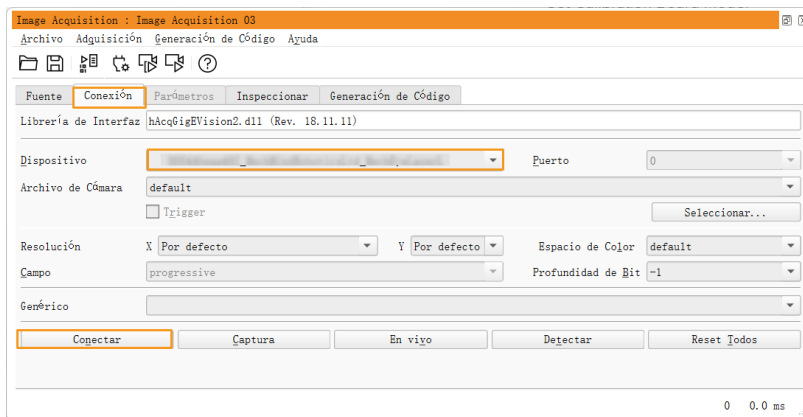 Image Acquisition : Image Acquisition 03
Archivo Adquisición Generación de Código Ayuda
Fuente Conexión Parámetros Inspeccionar Generación de Código
Librería de Interfaz hAcqGigEVision2.dll (Rev. 18.11.11)
Dispositivo Puerto 0
Archivo de Cámara default
Trigger Seleccionar...
Resolución X Por defecto Y Por defecto Espacio de Color default
Campo progressive Profundidad de Bit -1
Genérico
Conectar Captura En vivo Detectar Reset Todos
0 0.0 ms